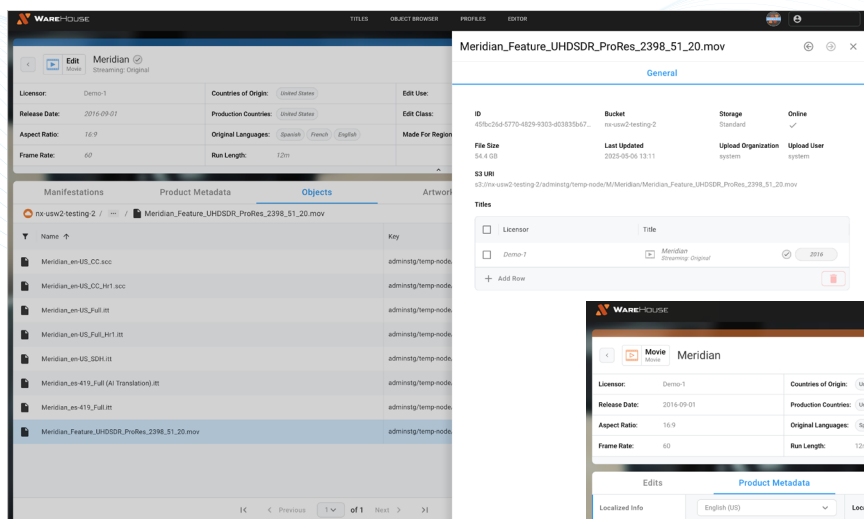 WAREHOUSE
TITLES OBJECT BROWSER PROFILES EDITOR
Edit
Movie
Meridian
Streaming: Original
Licensor: Demo-1 Countries of Origin: United States Edit Use:
Release Date: 2016-09-01 Production Countries: United States Edit Class:
Aspect Ratio: 16:9 Original Languages: Spanish French English Made For Region
Frame Rate: 60 Run Length: 12m
Manifestations Product Metadata Objects Artwor
nx-usw2-testing-2 / ... / Meridian_Feature_UHDSDR_ProRes_2398_51_20.mov
Name Key
Meridian_en-US_CC.scc adminstg/temp-node,
Meridian_en-US_CC_Hr1.scc adminstg/temp-node,
Meridian_en-US_Full.itt adminstg/temp-node,
Meridian_en-US_Full_Hr1.itt adminstg/temp-node,
Meridian_en-US_SDH.itt adminstg/temp-node,
Meridian_es-419_Full (AI Translation).itt adminstg/temp-node,
Meridian_es-419_Full.itt adminstg/temp-node,
Meridian_Feature_UHDSDR_ProRes_2398_51_20.mov adminstg/temp-node,
Previous 1 of 1 Next
Meridian_Feature_UHDSDR_ProRes_2398_51_20.mov
General
ID Bucket Storage Online
45fbc26d-5770-4829-9303-d03835b67... nx-usw2-testing-2 Standard
File Size Last Updated Upload Organization Upload User
54.4 GB 2025-05-06 13:11 system system
S3 URI
s3://nx-usw2-testing-2/adminstg/temp-node/M/Meridian/Meridian_Feature_UHDSDR_ProRes_2398_51_20.mov
Titles
Licensor Title
Demo-1 Meridian 2016
Streaming: Original
+ Add Row
WAREHOUSE
Movie
Movie
Meridian
Licensor: Demo-1 Countries of Origin:
Release Date: 2016-09-01 Production Countries:
Aspect Ratio: 16:9 Original Languages:
Frame Rate: 60 Run Length: 12m
Edits Product Metadata
Localized Info English (US) Loca